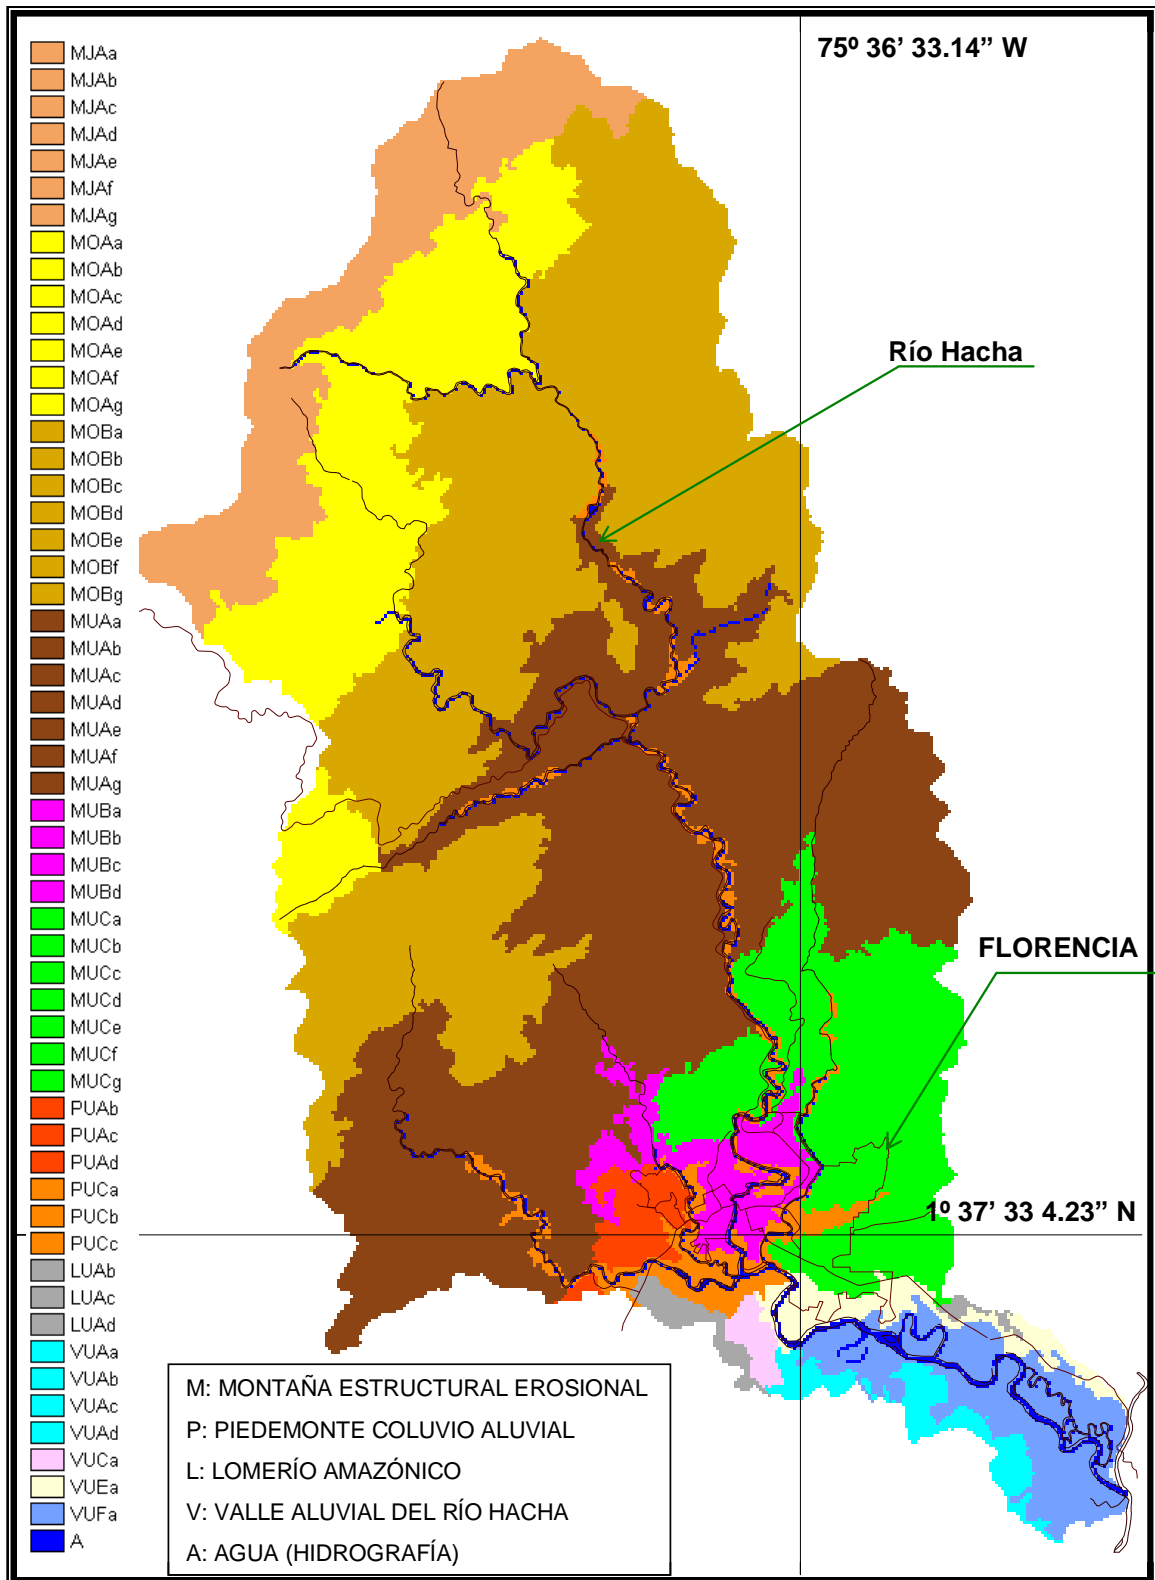 75º 36’ 33.14” W
MJAa
MJAb
MJAc
MJAd
MJAe
MJAf
MJAg
MOAa
MOAb
MOAc
MOAd
MOAe
MOAf
MOAg
MOBa
MOBb
MOBc
MOBd
MOBe
MOBf
MOBg
MUAa
MUAb
MUAc
MUAd
MUAe
MUAf
MUAg
MUBa
MUBb
MUBc
MUBd
MUCa
MUCb
MUCc
MUCd
MUCe
MUCf
MUCg
PUAb
PUAc
PUAd
PUCa
PUCb
PUCc
LUAb
LUAc
LUAd
VUAa
VUAb
VUAc
VUAd
VUCa
VUEa
VUFa
A
Río Hacha
FLORENCIA
1º 37’ 33 4.23” N
M: MONTAÑA ESTRUCTURAL EROSIONAL
P: PIEDEMONTE COLUVIO ALUVIAL
L: LOMERÍO AMAZÓNICO
V: VALLE ALUVIAL DEL RÍO HACHA
A: AGUA (HIDROGRAFÍA)